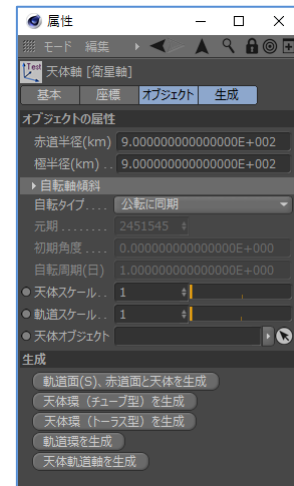 属性
モード 編集
Test
天体軸 [衛星軸]
基本 座標 オブジェクト 生成
オブジェクトの属性
赤道半径(km) 9.000000000000000E+002
極半径(km) . . 9.000000000000000E+002
自転軸傾斜
自転タイプ . . . . 公転に同期
元期 . . . . . . . . 2451545
初期角度 . . . . 0.000000000000000E+000
自転周期(日) 1.000000000000000E+000
天体スケール . . 1
軌道スケール . . 1
天体オブジェクト
生成
軌道面(S)、赤道面と天体を生成
天体環（チューブ型）を生成
天体環（トーラス型）を生成
軌道環を生成
天体軌道軸を生成